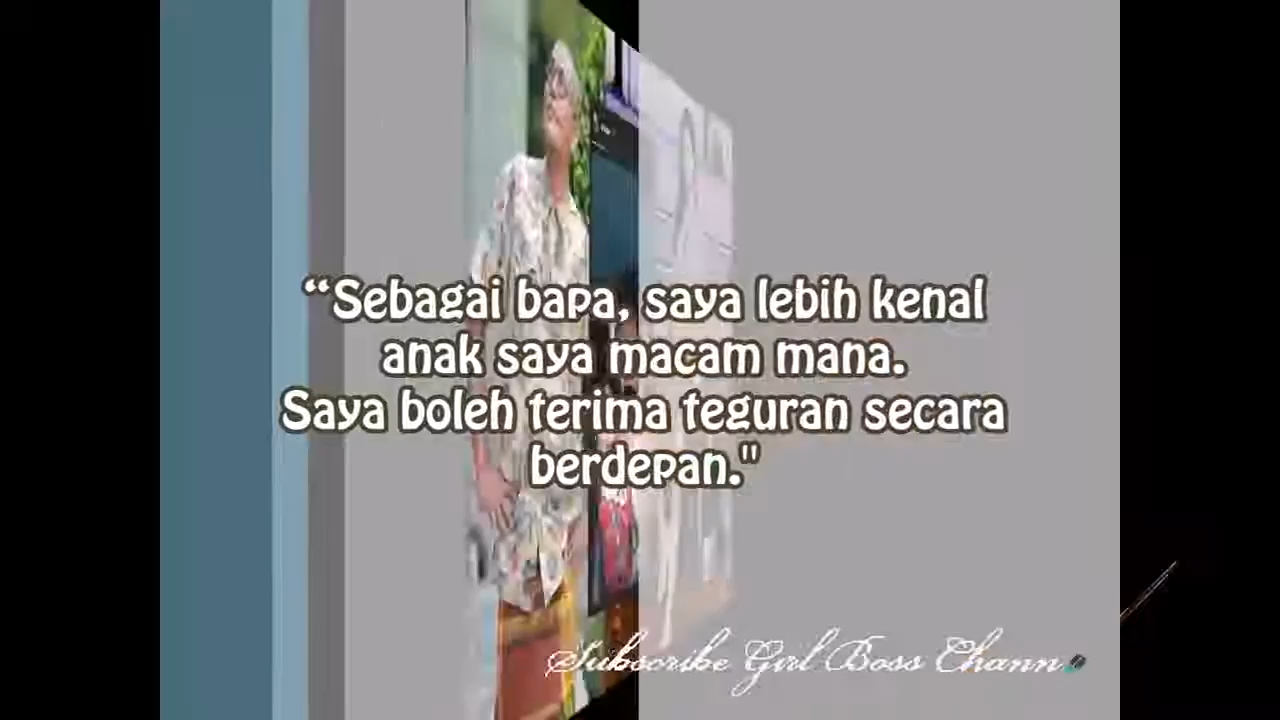 “Sebagai bapa, saya lebih kenal
anak saya macam mana.
Saya boleh terima teguran secara
berdepan."
Subscribe Girl Boss Chann